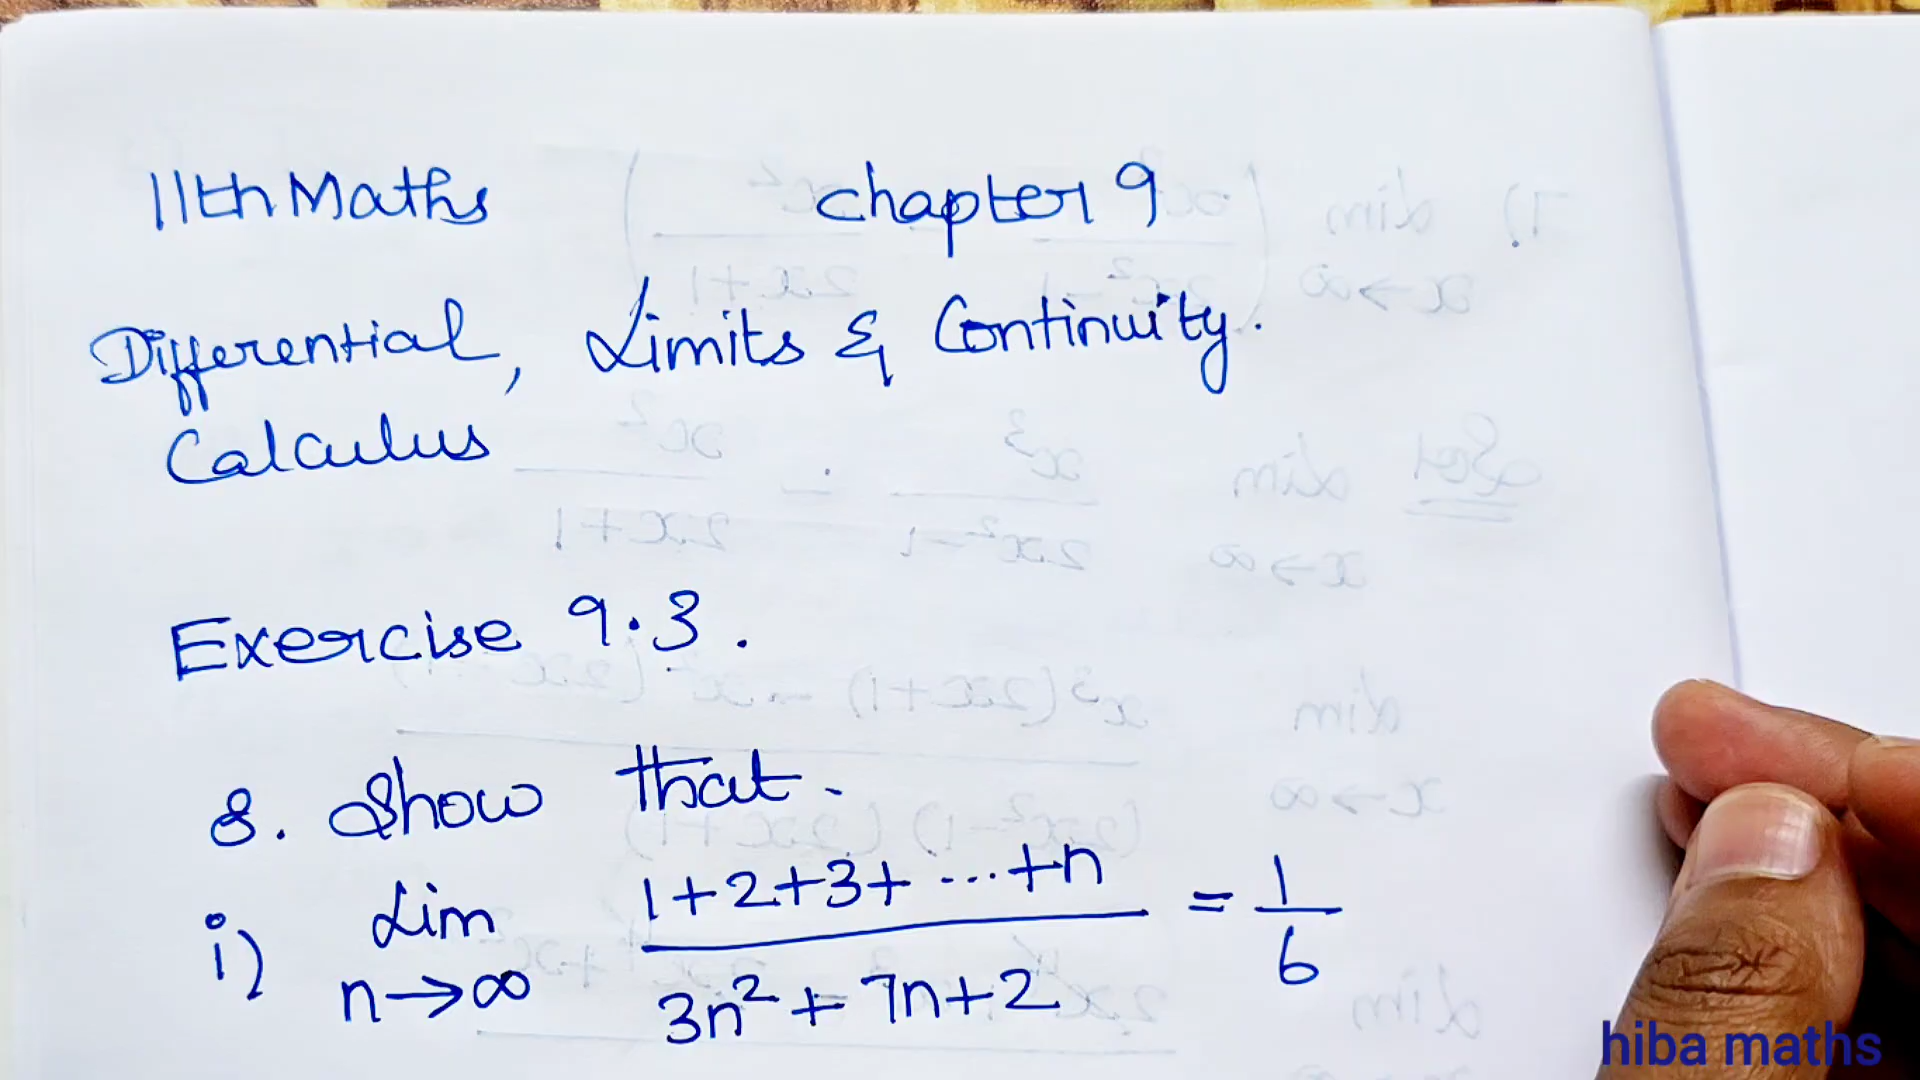 11th Maths chapter 9
Differential, Limits & Continuity.
Calculus
Exercise 9.3.
8. Show that.
i) Lim n→∞ 1+2+3+...+n / 3n²+7n+2 = 1/6
hiba maths